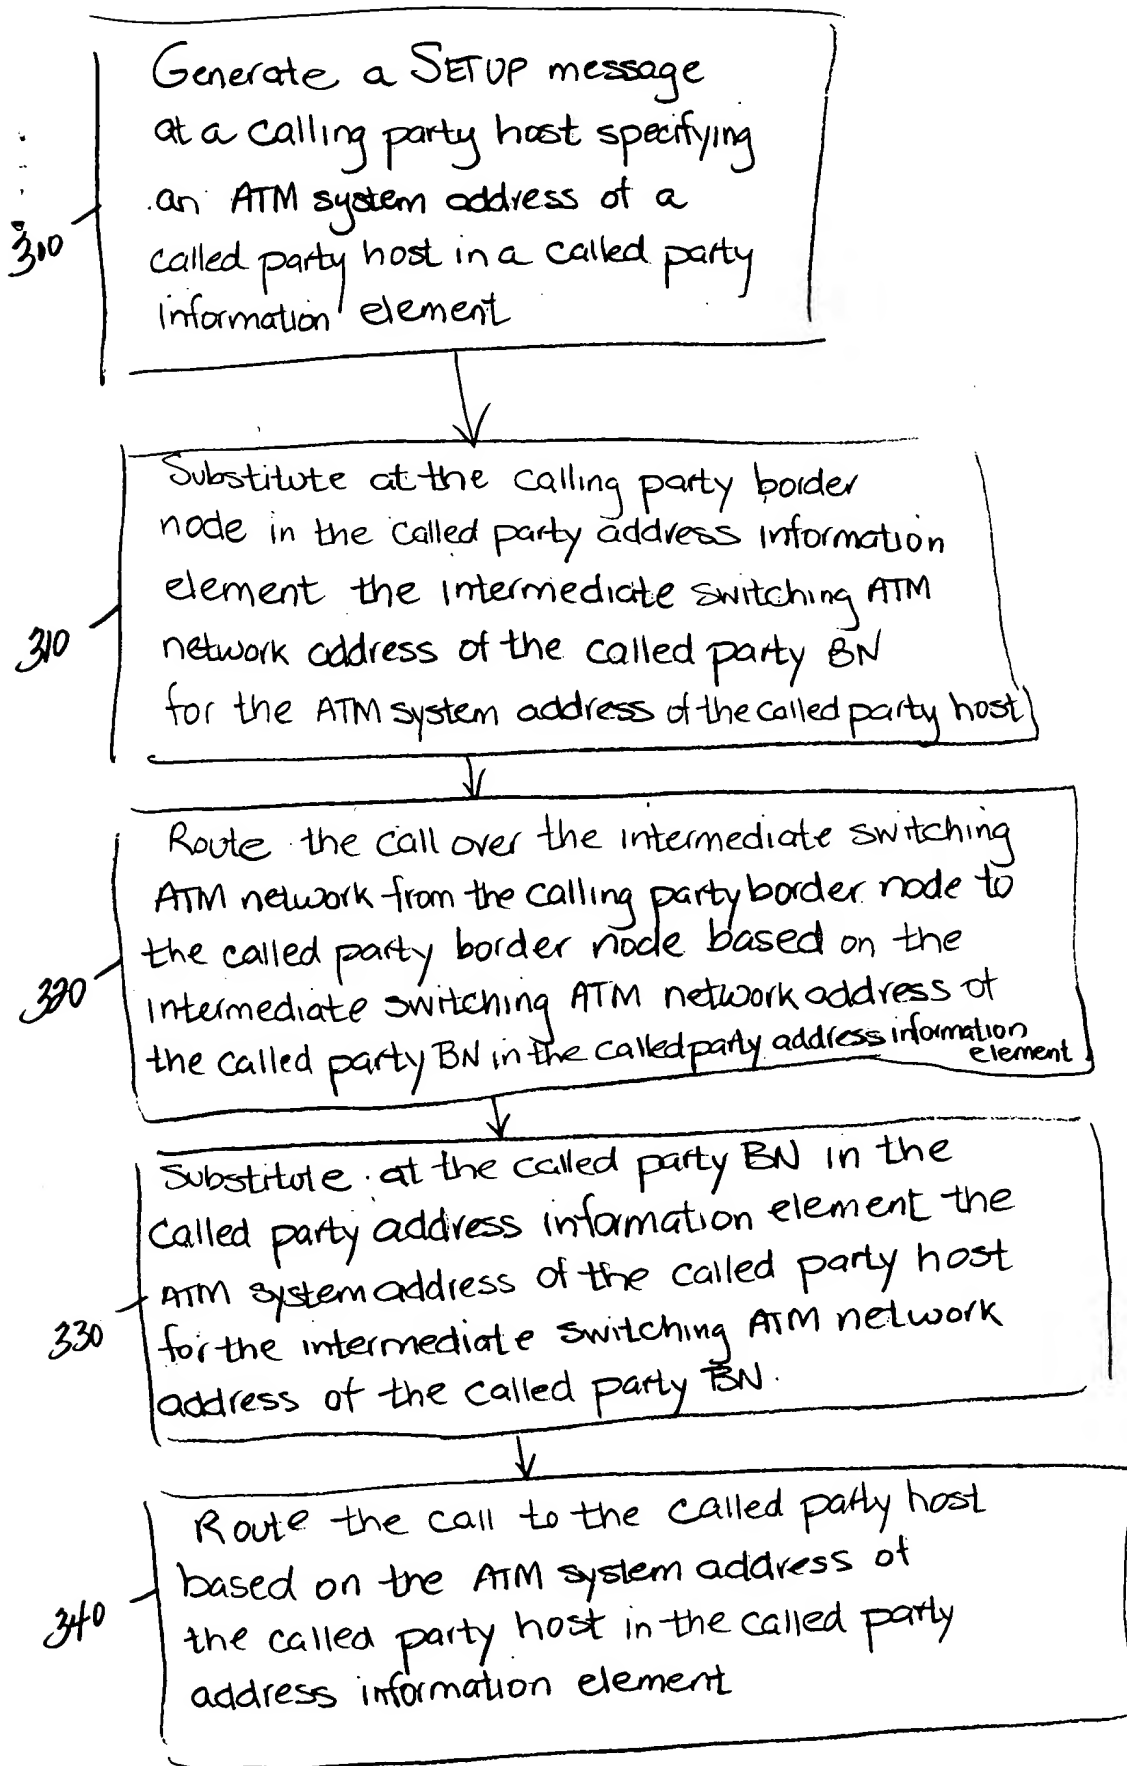 Generate a SETUP message
at a calling party host specifying
an ATM system address of a
300
called party host in a called party
information element
Substitute at the calling party border
node in the called party address information
element the intermediate switching ATM
310
network address of the called party BN
for the ATM system address of the called party host
Route the call over the intermediate switching
ATM network from the calling party border node to
the called party border node based on the
320
intermediate switching ATM network address of
the called party BN in the called party address information
element
Substitute at the called party BN in the
called party address information element the
ATM system address of the called party host
330
for the intermediate switching ATM network
address of the called party BN.
Route the call to the called party host
based on the ATM system address of
340
the called party host in the called party
address information element